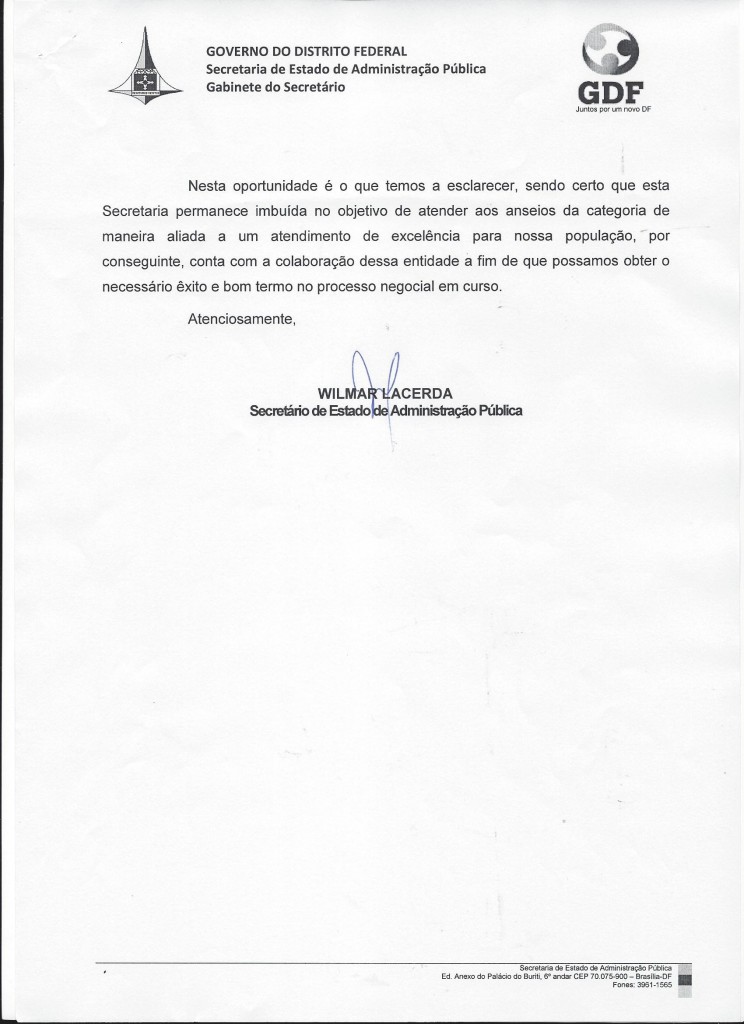 GOVERNO DO DISTRITO FEDERAL
Secretaria de Estado de Administração Pública
Gabinete do Secretário
GDF
Juntos por um novo DF
Nesta oportunidade é o que temos a esclarecer, sendo certo que esta
Secretaria permanece imbuída no objetivo de atender aos anseios da categoria de
maneira aliada a um atendimento de excelência para nossa população, por
conseguinte, conta com a colaboração dessa entidade a fim de que possamos obter o
necessário êxito e bom termo no processo negocial em curso.
Atenciosamente,
WILMAR LACERDA
Secretário de Estado de Administração Pública
Secretaria de Estado de Administração Pública
Ed. Anexo do Palácio do Buriti, 6º andar CEP 70.075-900 – Brasília-DF
Fones: 3961-1565